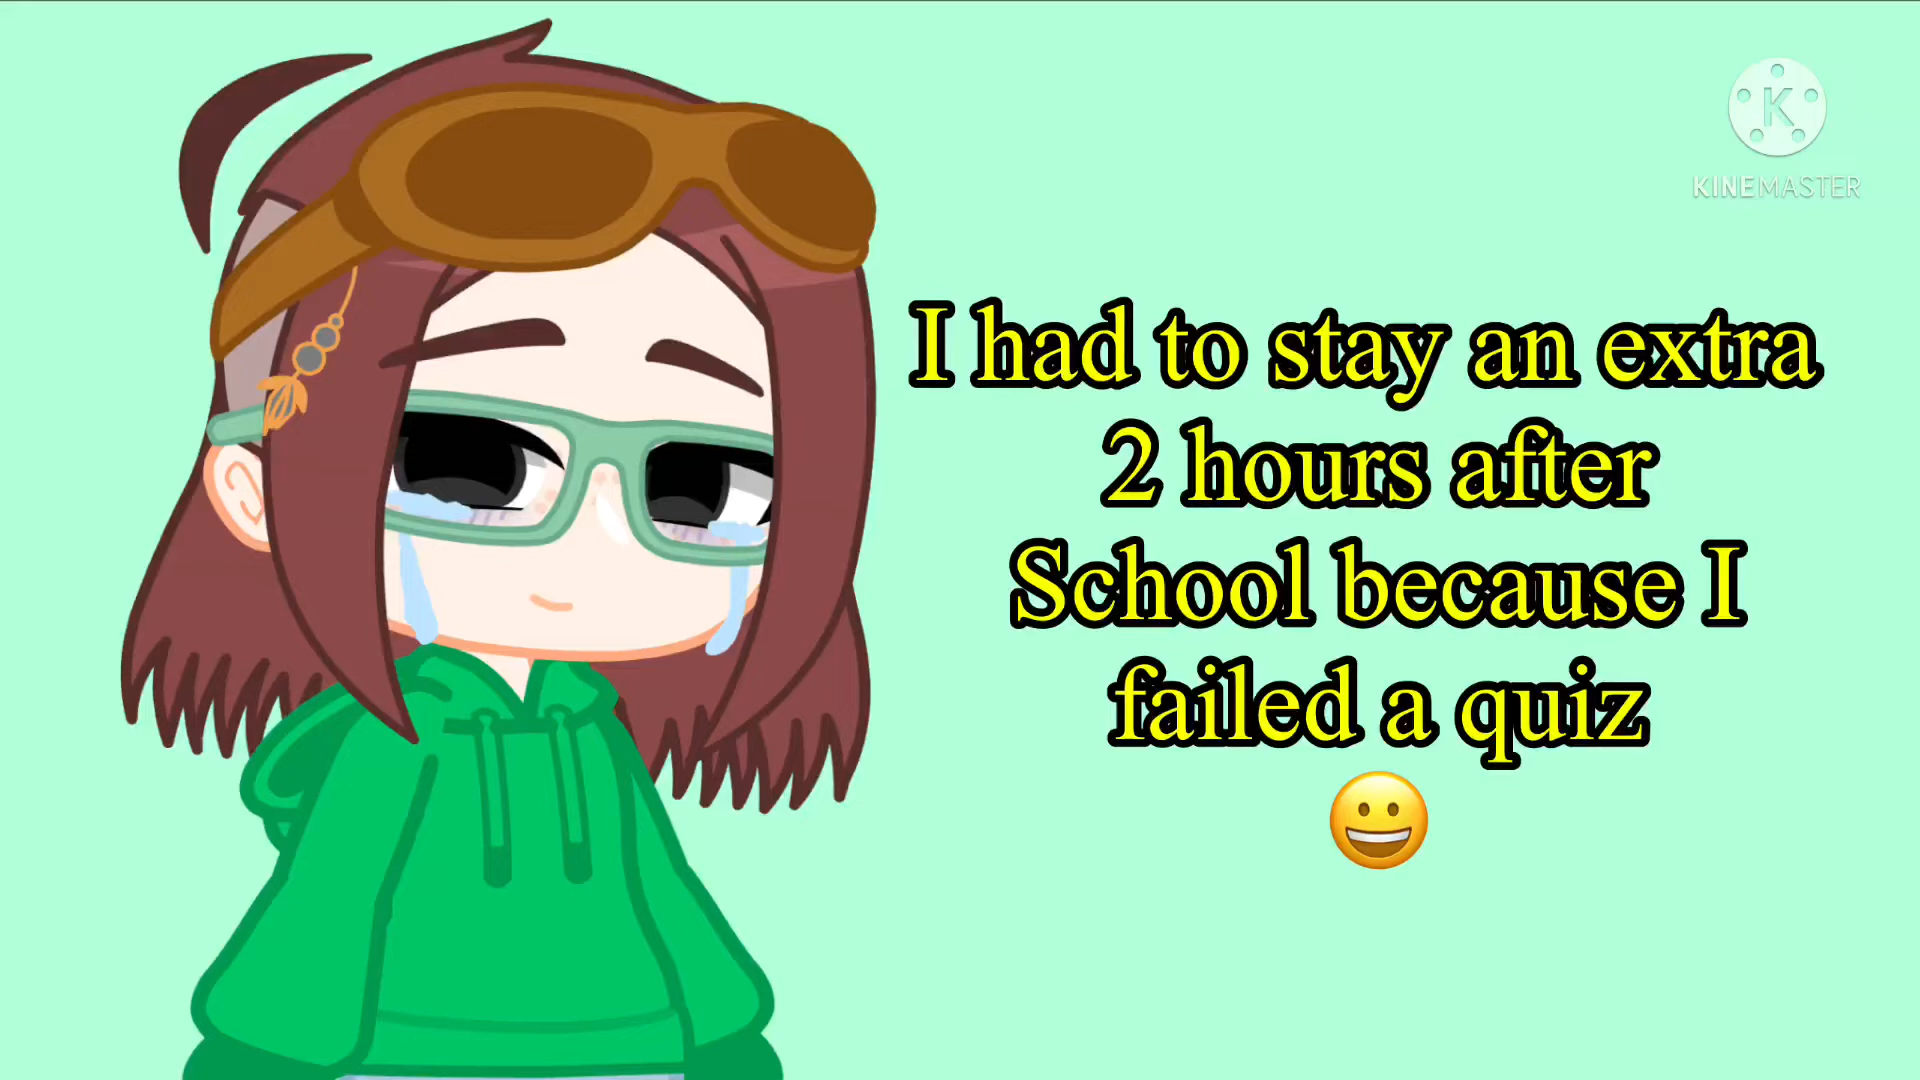 K
KINEMASTER
I had to stay an extra
2 hours after
School because I
failed a quiz
😀